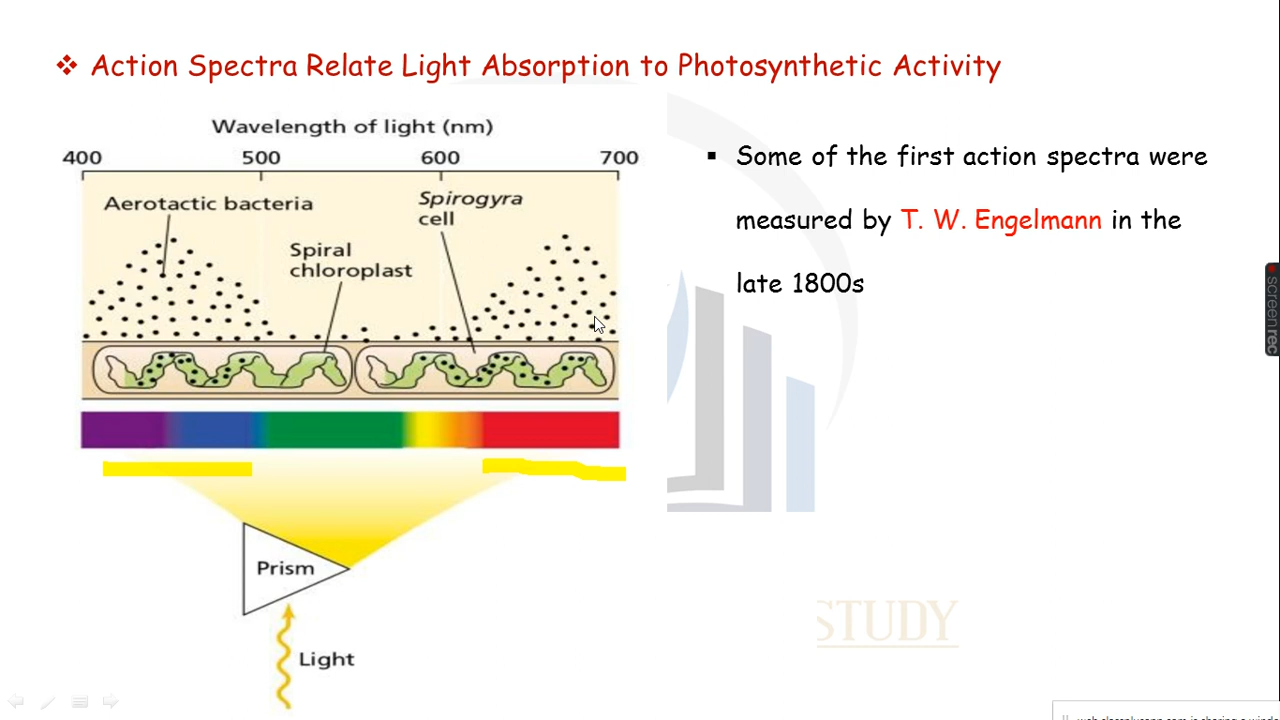 ❖ Action Spectra Relate Light Absorption to Photosynthetic Activity
Wavelength of light (nm)
400 500 600 700
Aerotactic bacteria
Spirogyra
cell
Spiral
chloroplast
Prism
Light
▪ Some of the first action spectra were
measured by T. W. Engelmann in the
late 1800s
STUDY
screenrec